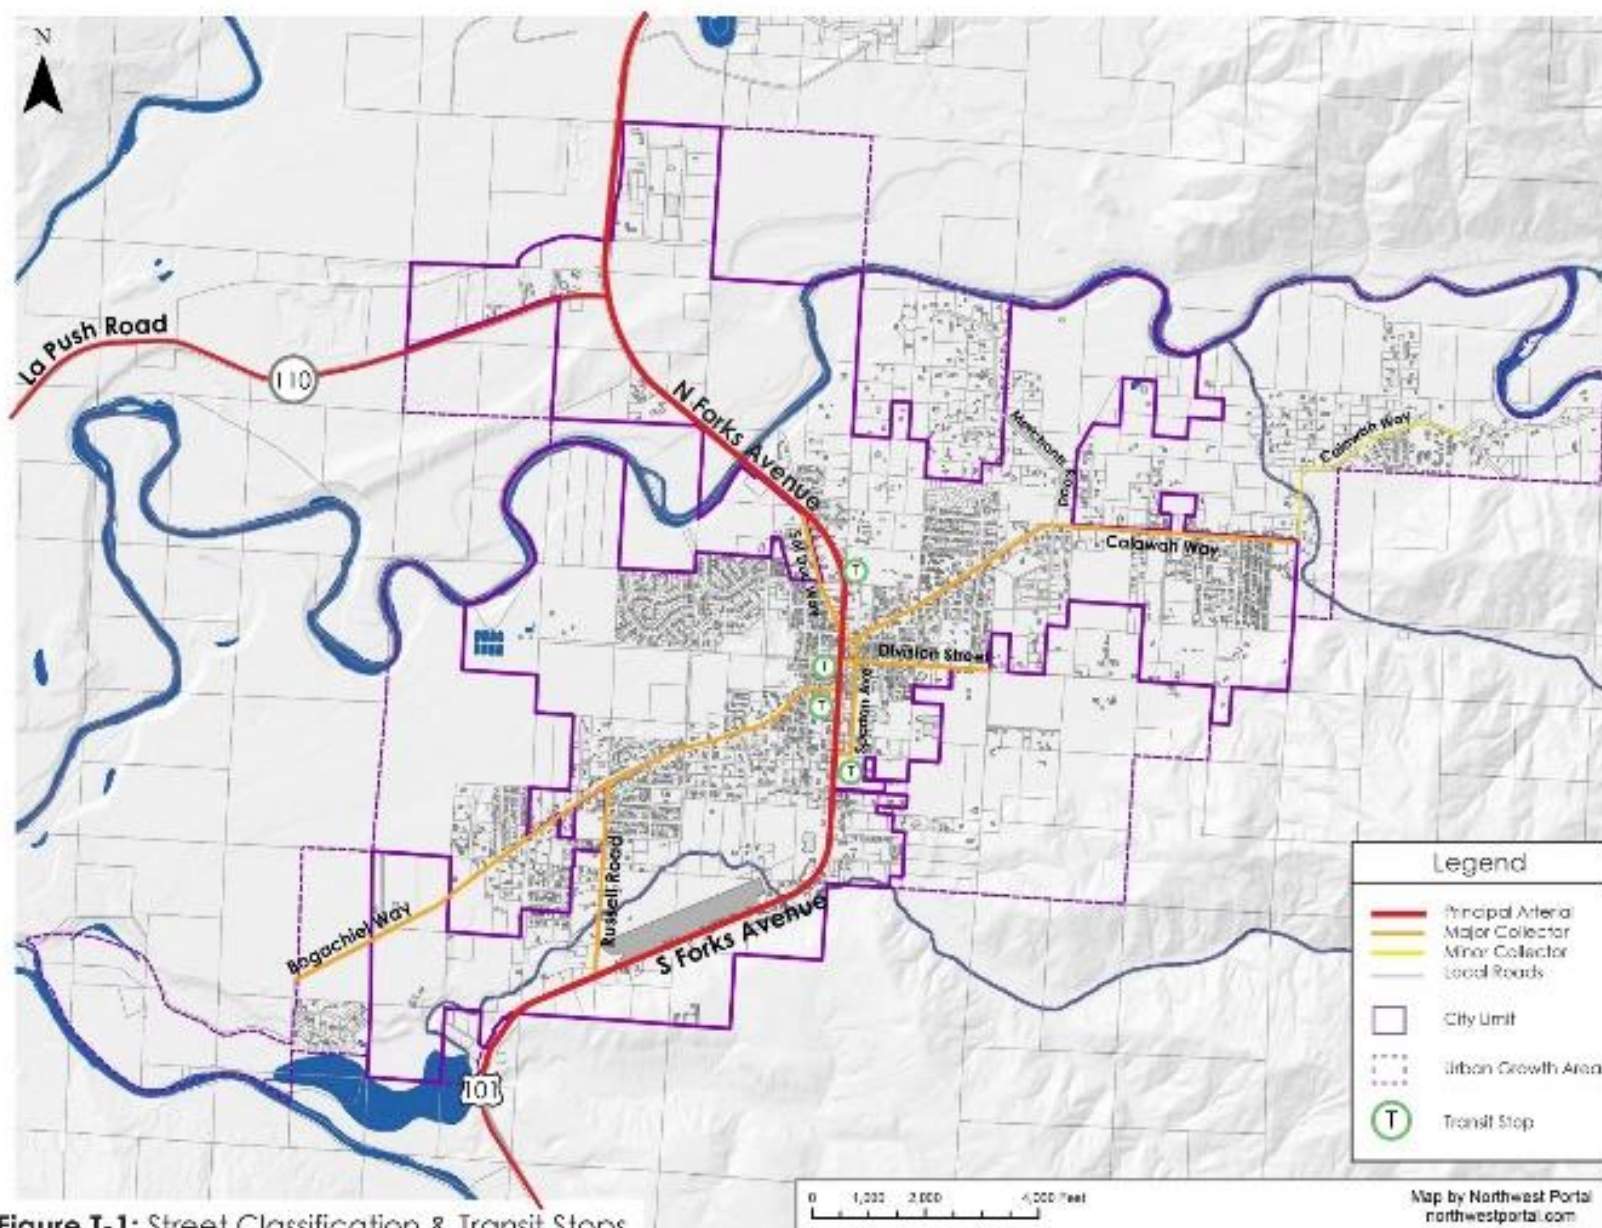 N
La Push Road
110
N Forks Avenue
Merchants Road
Calawah Way
Calawah Way
T
Division Street
T
T
Spartan Ave
T
Russell Road
Bogachiel Way
S Forks Avenue
101
Legend
Principal Arterial
Major Collector
Minor Collector
Local Roads
City Limit
Urban Growth Area
T Transit Stop
0 1,000 2,000 4,000 Feet
Map by Northwest Portal
northwestportal.com
Figure T-1: Street Classification & Transit Stops